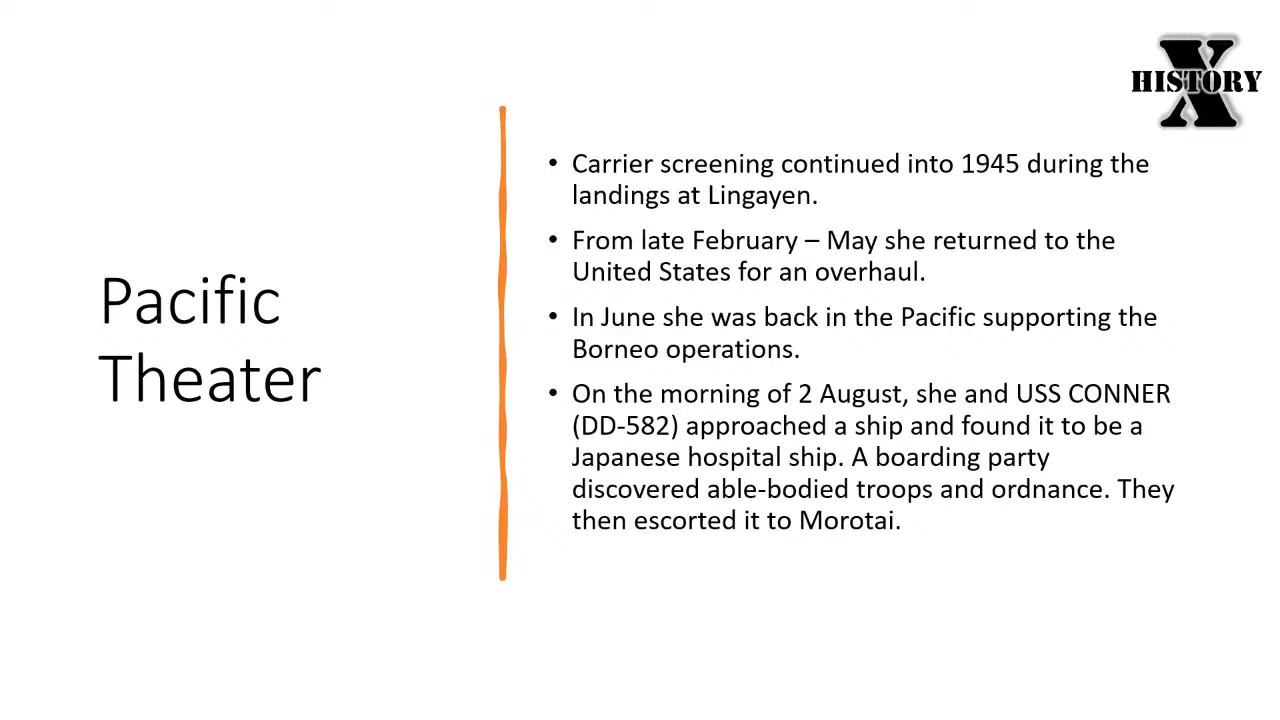 HISTORY
X
Pacific
Theater
• Carrier screening continued into 1945 during the
landings at Lingayen.
• From late February – May she returned to the
United States for an overhaul.
• In June she was back in the Pacific supporting the
Borneo operations.
• On the morning of 2 August, she and USS CONNER
(DD-582) approached a ship and found it to be a
Japanese hospital ship. A boarding party
discovered able-bodied troops and ordnance. They
then escorted it to Morotai.